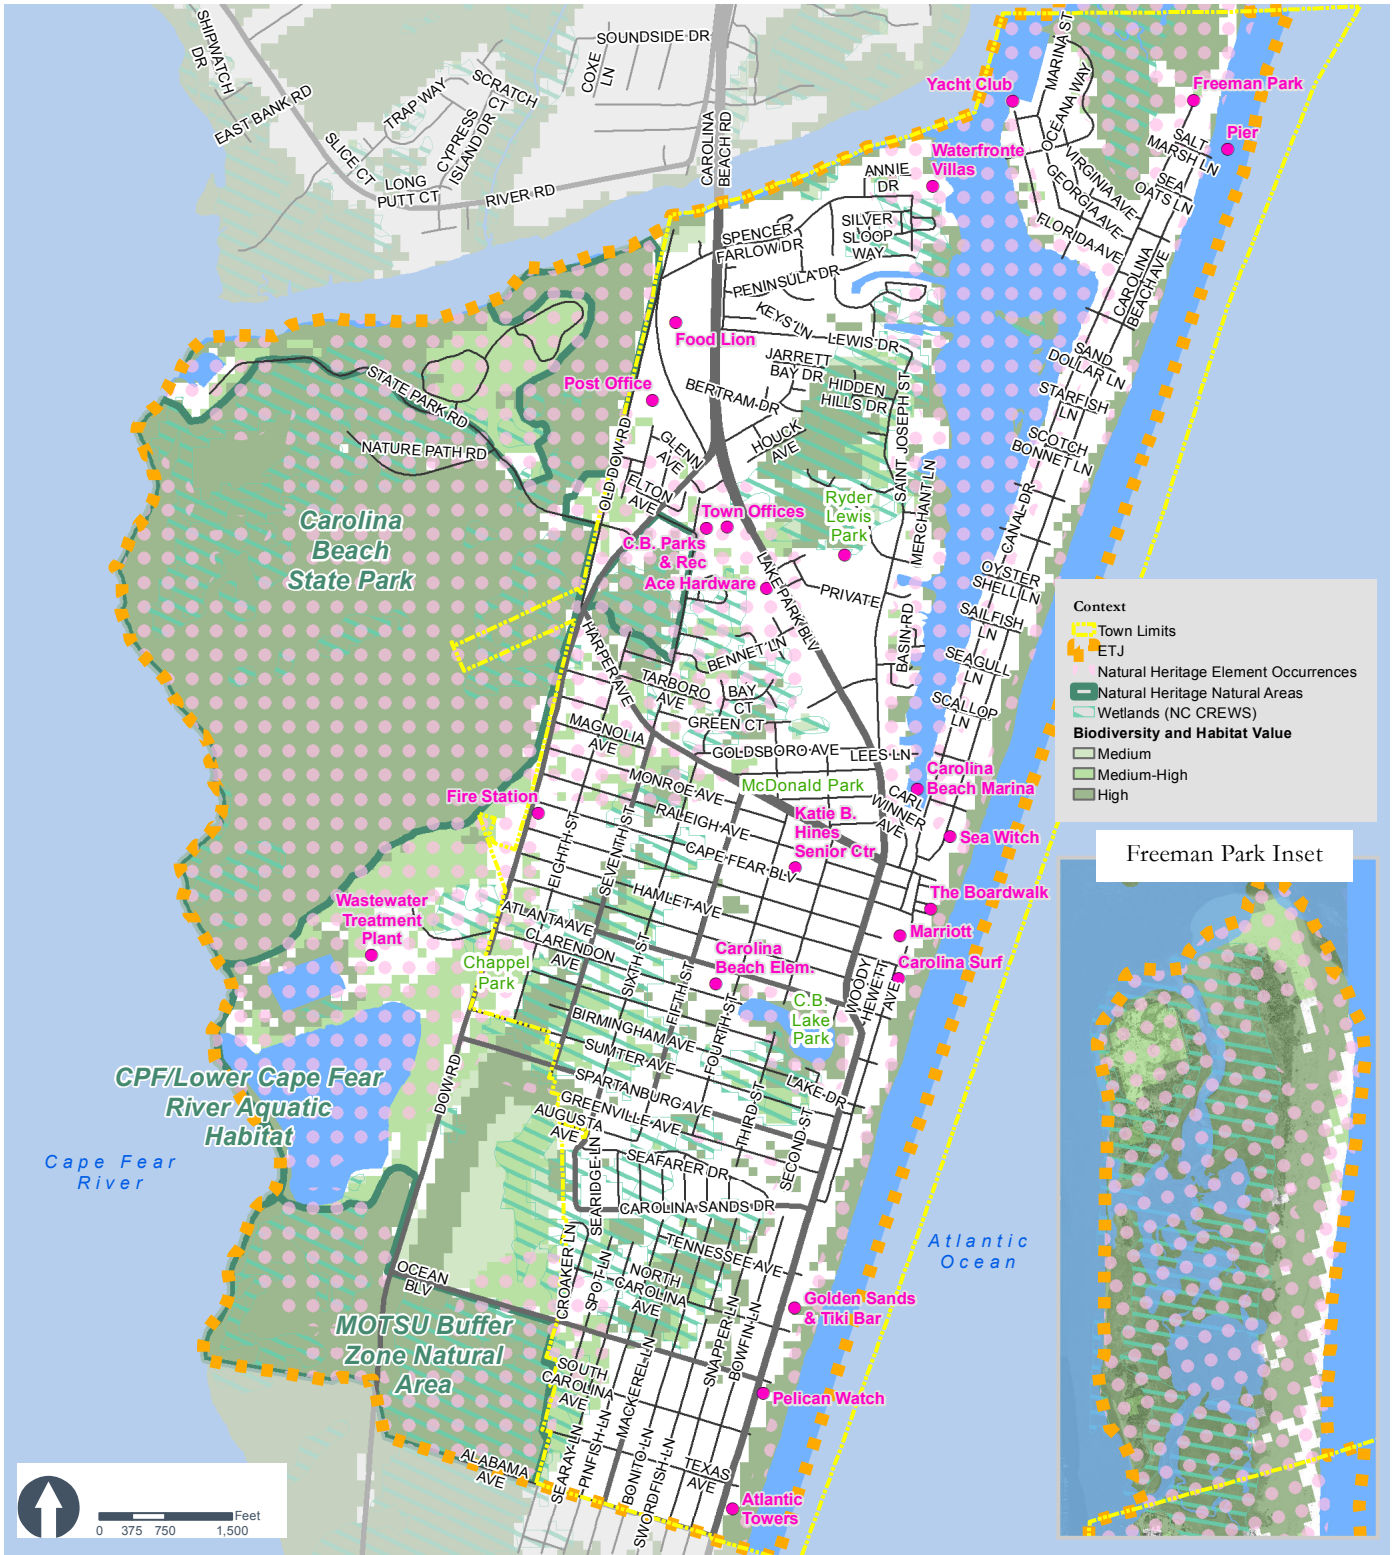 SHIPWATCH
DR
EAST BANK RD
SLICE CT
TRAP WAY
SCRATCH
CT
CYPRESS
ISLAND DR
LONG
PUTT CT
RIVER RD
COXE
LN
SOUNDSIDE DR
CAROLINA
BEACH RD
MARINA ST
OCEANA WAY
Yacht Club
Freeman Park
Pier
SALT
MARSH LN
SEA
OATS LN
VIRGINIA AVE
GEORGIA AVE
FLORIDA AVE
CAROLINA
BEACH AVE
Waterfronte
Villas
ANNIE
DR
SILVER
SLOOP
WAY
SPENCER
FARLOW DR
PENINSULA DR
KEYS LN
LEWIS DR
Food Lion
JARRETT
BAY DR
HIDDEN
HILLS DR
Post Office
BERTRAM DR
HOUCK
AVE
GLENN
AVE
ELTON
AVE
STATE PARK RD
NATURE PATH RD
OLD DOW RD
SAND
DOLLAR LN
STARFISH
LN
SCOTCH
BONNET LN
SAINT JOSEPH ST
MERCHANT LN
CANAL DR
Ryder
Lewis
Park
Town Offices
C.B. Parks
& Rec
Ace Hardware
Carolina
Beach
State Park
LAKE PARK BLV
PRIVATE
OYSTER
SHELL LN
SAILFISH
LN
SEAGULL
LN
SCALLOP
LN
BASIN RD
HARPER AVE
BENNET LN
TARBORO
AVE
BAY
CT
GREEN CT
MAGNOLIA
AVE
GOLDSBORO AVE
LEES LN
McDonald Park
MONROE AVE
RALEIGH AVE
CAPE FEAR BLV
CARL
WINNER
AVE
Carolina
Beach Marina
Sea Witch
Fire Station
Katie B.
Hines
Senior Ctr
EIGHTH ST
SEVENTH ST
HAMLET AVE
The Boardwalk
Marriott
Carolina Surf
Wastewater
Treatment
Plant
ATLANTA AVE
CLARENDON
AVE
Chappel
Park
SIXTH ST
FIFTH ST
FOURTH ST
Carolina
Beach Elem.
WOODY
HEWETT
AVE
C.B.
Lake
Park
BIRMINGHAM AVE
SUMTER AVE
SPARTANBURG AVE
GREENVILLE AVE
AUGUSTA
AVE
LAKE DR
THIRD ST
SECOND ST
DOW RD
CPF/Lower Cape Fear
River Aquatic
Habitat
Cape Fear
River
SEAFARER DR
SEARIDGE LN
CAROLINA SANDS DR
TENNESSEE AVE
Atlantic
Ocean
OCEAN
BLV
CROAKER LN
SPOT LN
NORTH
CAROLINA
AVE
Golden Sands
& Tiki Bar
MOTSU Buffer
Zone Natural
Area
SNAPPER LN
BOWFIN LN
SOUTH
CAROLINA
AVE
MACKEREL LN
Pelican Watch
ALABAMA
AVE
SEARAY LN
PINFISH LN
BONITO LN
SWORDFISH LN
TEXAS
AVE
Atlantic
Towers
Feet
0 375 750 1,500
Context
Town Limits
ETJ
Natural Heritage Element Occurrences
Natural Heritage Natural Areas
Wetlands (NC CREWS)
Biodiversity and Habitat Value
Medium
Medium-High
High
Freeman Park Inset